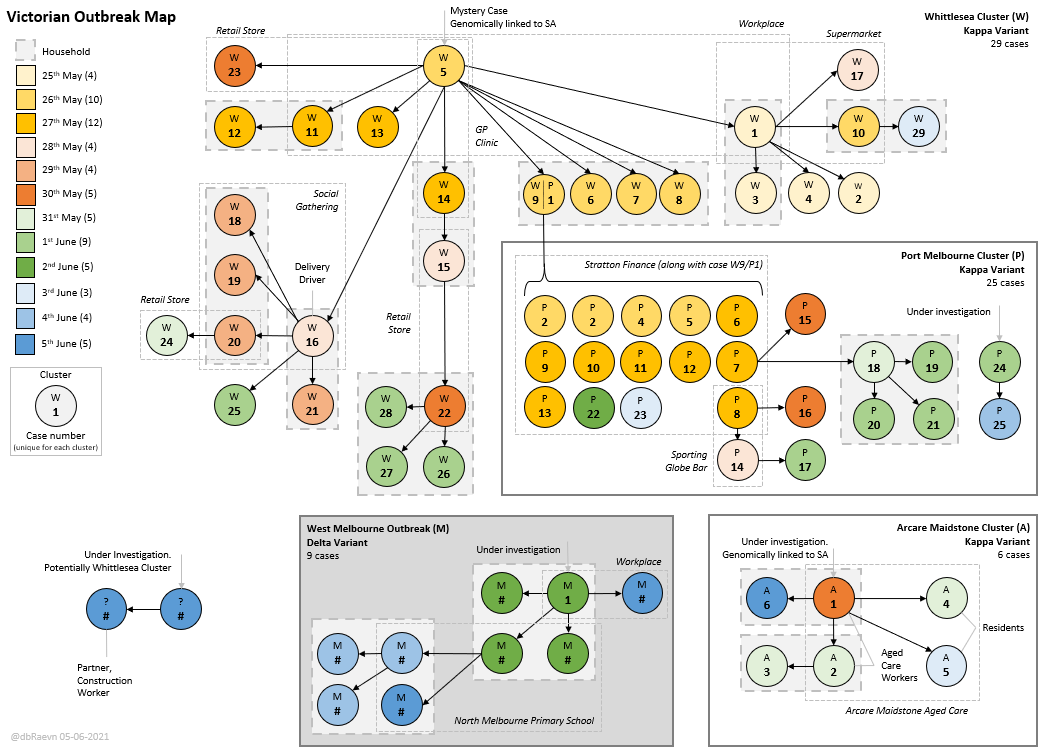 Victorian Outbreak Map
Household
25th May (4)
26th May (10)
27th May (12)
28th May (4)
29th May (4)
30th May (5)
31st May (5)
1st June (9)
2nd June (5)
3rd June (3)
4th June (4)
5th June (5)
Cluster
W
1
Case number
(unique for each cluster)
Mystery Case
Genomically linked to SA
Whittlesea Cluster (W)
Kappa Variant
29 cases
Retail Store
Workplace
Supermarket
W
23
W
5
W
17
W
12
W
11
W
13
GP
Clinic
W
1
W
10
W
29
W
14
W P
9 1
W
6
W
7
W
8
W
3
W
4
W
2
Social
Gathering
W
18
W
15
W
19
Delivery
Driver
Retail Store
W
24
W
20
W
16
Retail
Store
W
25
W
21
W
28
W
22
W
27
W
26
Port Melbourne Cluster (P)
Kappa Variant
25 cases
Stratton Finance (along with case W9/P1)
Under investigation
P
2
P
2
P
4
P
5
P
6
P
15
P
9
P
10
P
11
P
12
P
7
P
18
P
19
P
24
P
13
P
22
P
23
P
8
P
16
P
20
P
21
P
25
Sporting
Globe Bar
P
14
P
17
Under Investigation.
Potentially Whittlesea Cluster
?
#
?
#
Partner,
Construction
Worker
West Melbourne Outbreak (M)
Delta Variant
9 cases
Under investigation
Workplace
M
#
M
1
M
#
M
#
M
#
M
#
M
#
M
#
M
#
North Melbourne Primary School
Arcare Maidstone Cluster (A)
Kappa Variant
6 cases
Under investigation.
Genomically linked to SA
A
6
A
1
A
4
Residents
A
3
A
2
Aged
Care
Workers
A
5
Arcare Maidstone Aged Care
@dbRaevn 05-06-2021